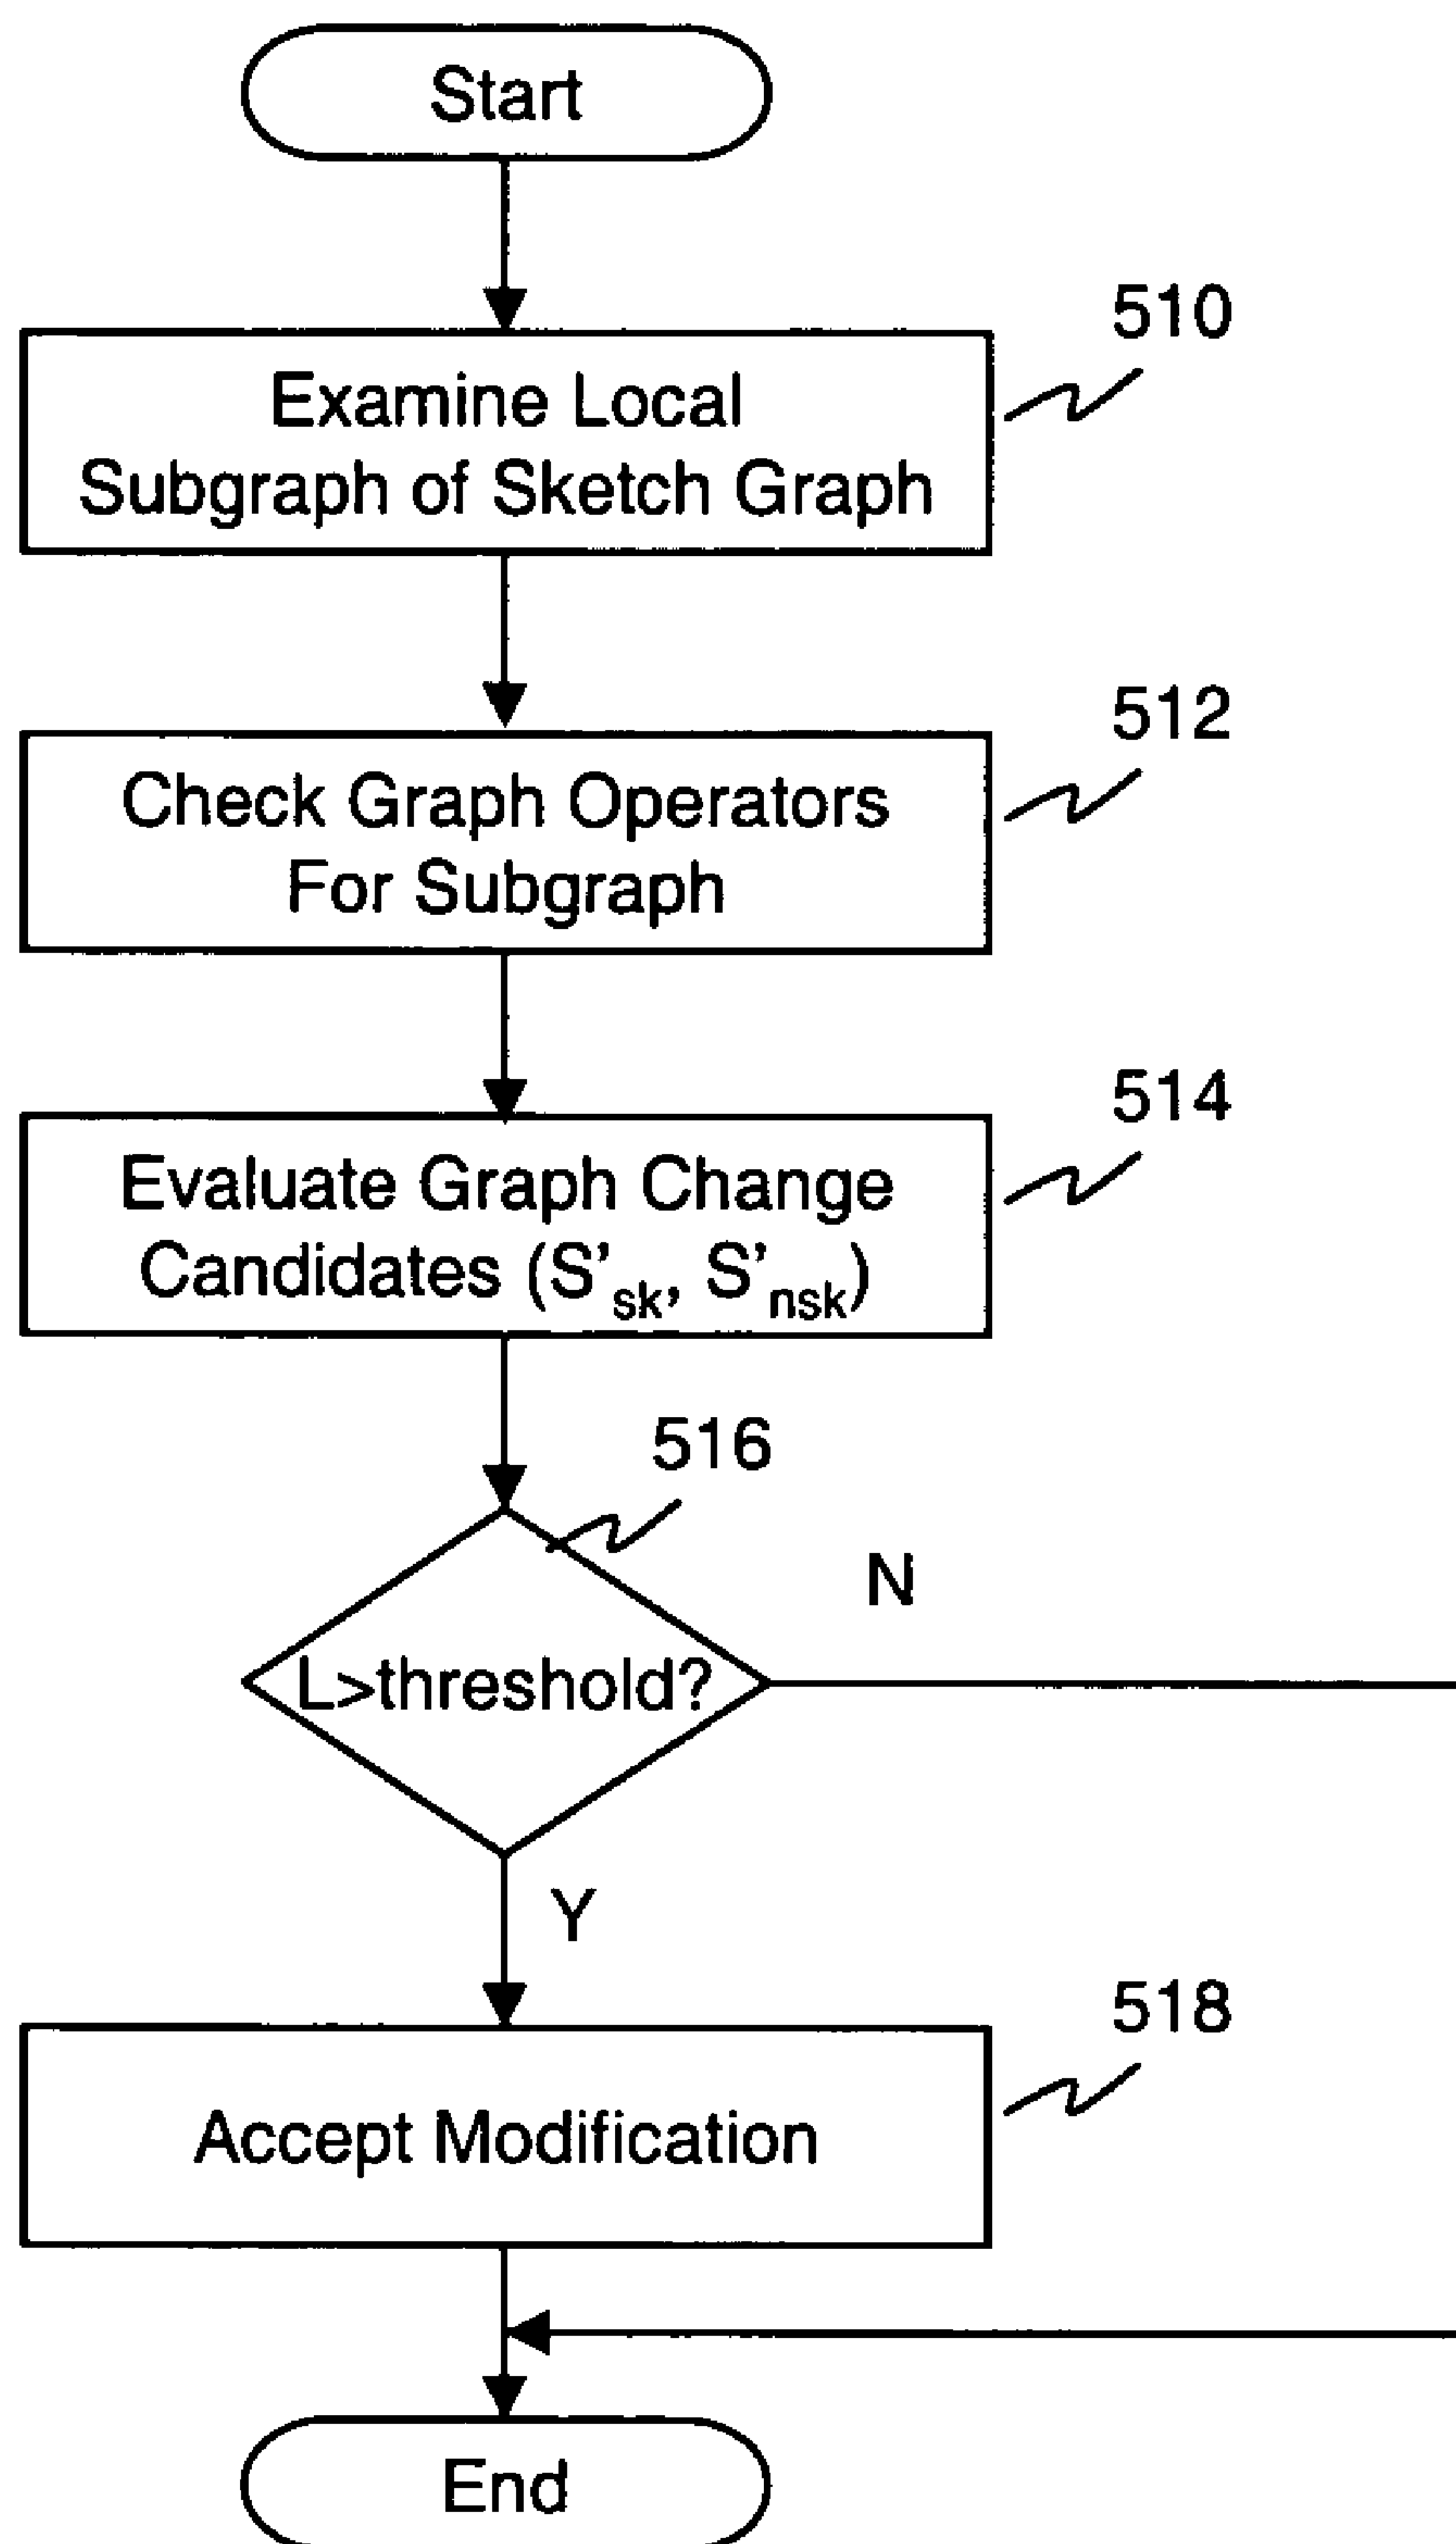 Start
510
Examine Local
Subgraph of Sketch Graph
512
Check Graph Operators
For Subgraph
514
Evaluate Graph Change
Candidates (S'sk, S'nsk)
516
N
L>threshold?
Y
518
Accept Modification
End